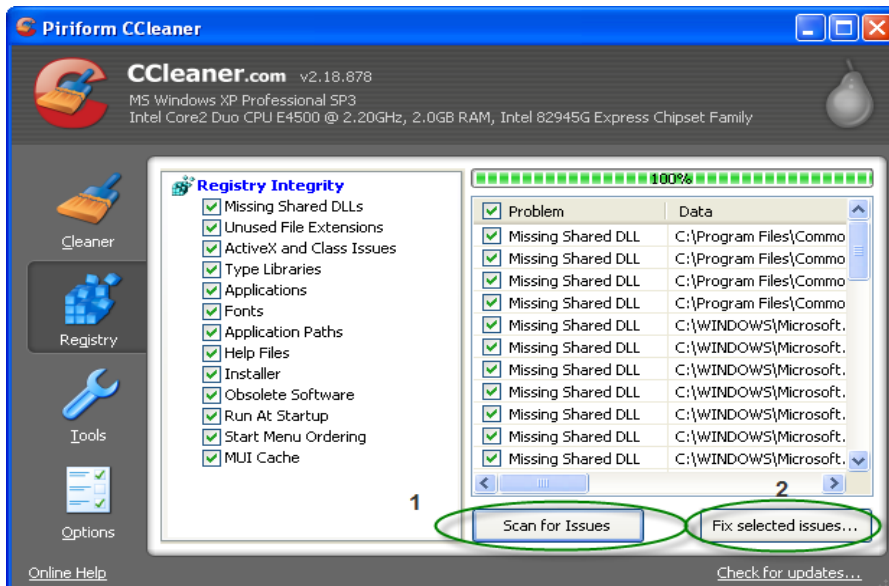 Piriform CCleaner
CCleaner.com v2.18.878
MS Windows XP Professional SP3
Intel Core2 Duo CPU E4500 @ 2.20GHz, 2.0GB RAM, Intel 82945G Express Chipset Family
Cleaner
Registry
Tools
Options
Registry Integrity
Missing Shared DLLs
Unused File Extensions
ActiveX and Class Issues
Type Libraries
Applications
Fonts
Application Paths
Help Files
Installer
Obsolete Software
Run At Startup
Start Menu Ordering
MUI Cache
100%
Problem Data
Missing Shared DLL C:\Program Files\Commo
Missing Shared DLL C:\Program Files\Commo
Missing Shared DLL C:\Program Files\Commo
Missing Shared DLL C:\Program Files\Commo
Missing Shared DLL C:\WINDOWS\Microsoft.
Missing Shared DLL C:\WINDOWS\Microsoft.
Missing Shared DLL C:\WINDOWS\Microsoft.
Missing Shared DLL C:\WINDOWS\Microsoft.
Missing Shared DLL C:\WINDOWS\Microsoft.
Missing Shared DLL C:\WINDOWS\Microsoft.
Missing Shared DLL C:\WINDOWS\Microsoft.
1
2
Scan for Issues
Fix selected issues...
Online Help
Check for updates...